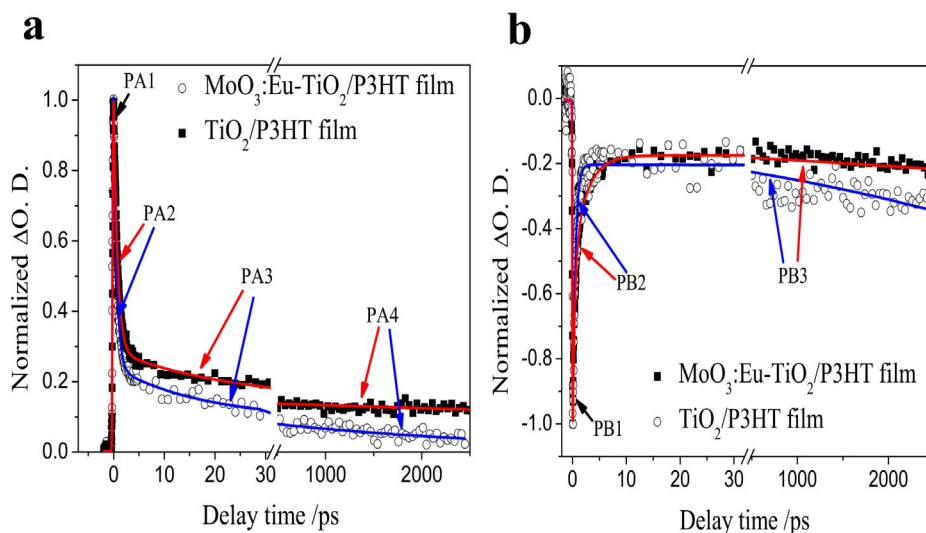 a
Normalized ΔO. D.
1.0
0.8
0.6
0.4
0.2
0.0
PA1
MoO₃:Eu-TiO₂/P3HT film
TiO₂/P3HT film
PA2
PA3
PA4
0 10 20 30 1000 2000
Delay time /ps
b
Normalized ΔO. D.
0.0
-0.2
-0.4
-0.6
-0.8
-1.0
PB2
PB3
MoO₃:Eu-TiO₂/P3HT film
TiO₂/P3HT film
PB1
0 10 20 30 1000 2000
Delay time /ps